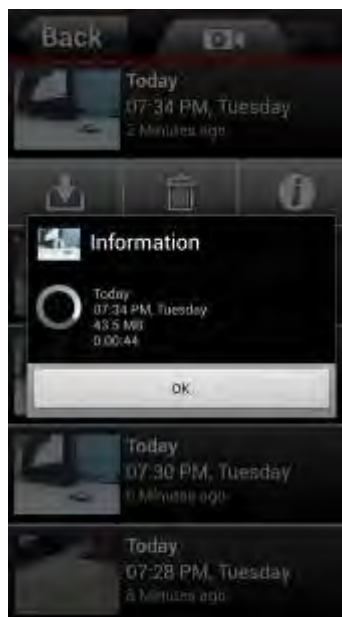 Back
Today
07:34 PM, Tuesday
2 Minutes ago
Information
Today
07:34 PM, Tuesday
43.5 MB
0:00:44
OK
Today
07:30 PM, Tuesday
6 Minutes ago
Today
07:28 PM, Tuesday
8 Minutes ago